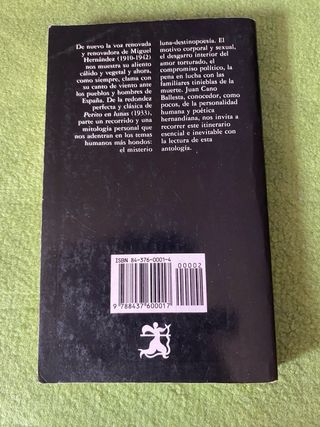 De nuevo la voz renovada
y renovadora de Miguel
Hernández (1910-1942)
nos muestra su aliento
cálido y vegetal y ahora,
como siempre, clama con
su canto de viento ante
los pueblos y hombres de
España. De la redondez
perfecta y clásica de
Perito en lunas (1933),
parte un recorrido y una
mitología personal que
nos adentran en los temas
humanos más hondos:
el misterio
luna=destinopoesía. El
motivo corporal y sexual,
el desgarro interior del
amor torturado, el
compromiso político, la
pena en lucha con las
familiares tinieblas de la
muerte. Juan Cano
Ballesta, conocedor, como
pocos, de la personalidad
humana y poética
hernandiana, nos invita a
recorrer este itinerario
esencial e inevitable con
la lectura de esta
antología.
ISBN 84-376-0001-4
00002
9 788437 600017